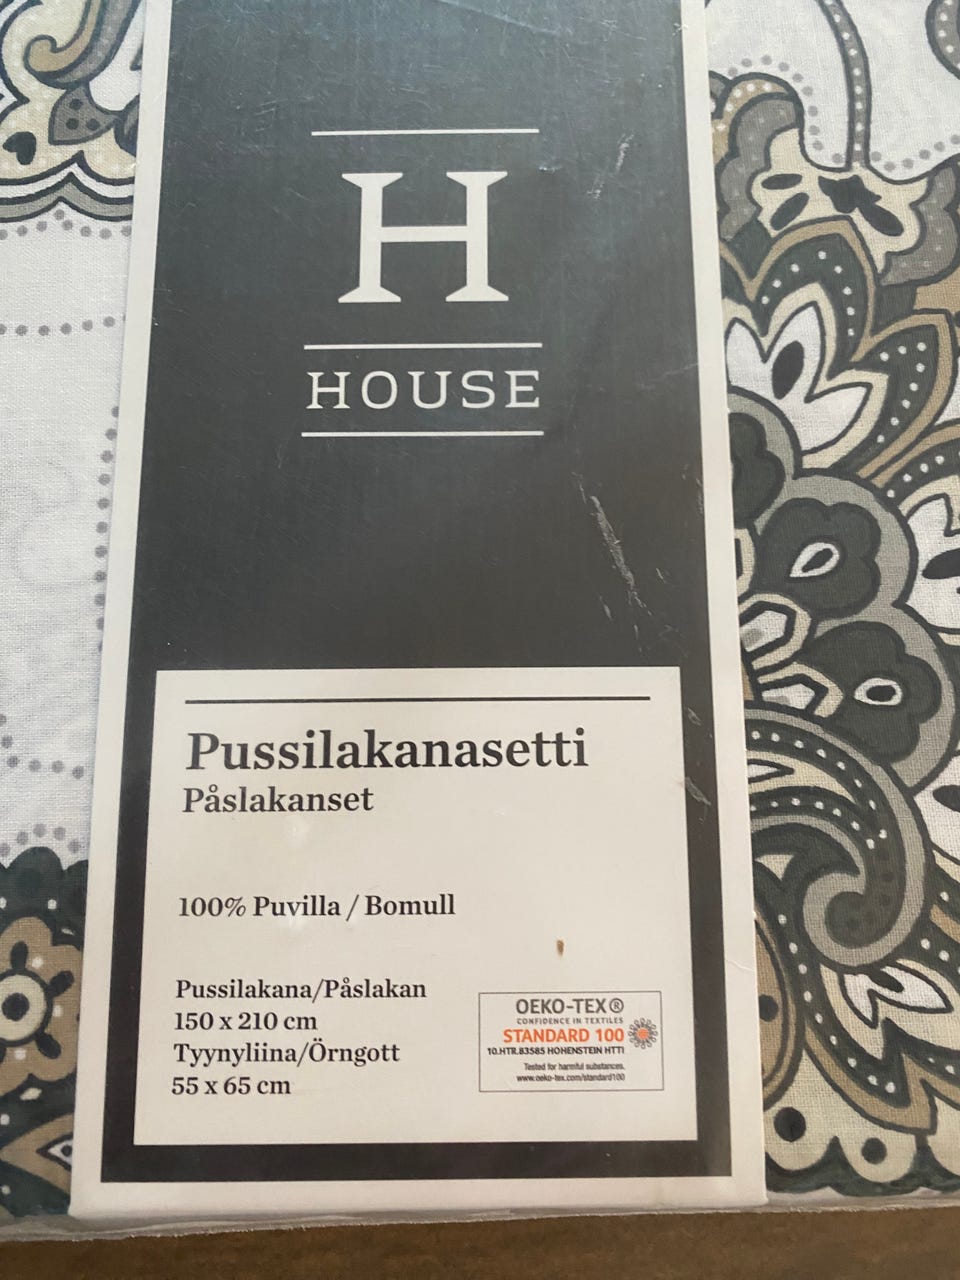 H
HOUSE
Pussilakanasetti
Påslakanset
100% Puvilla / Bomull
Pussilakana/Påslakan
150 x 210 cm
Tyynyliina/Örngott
55 x 65 cm
OEKO-TEX®
CONFIDENCE IN TEXTILES
STANDARD 100
10.HTR.83585 HOHENSTEIN HTTI
Tested for harmful substances.
www.oeko-tex.com/standard100